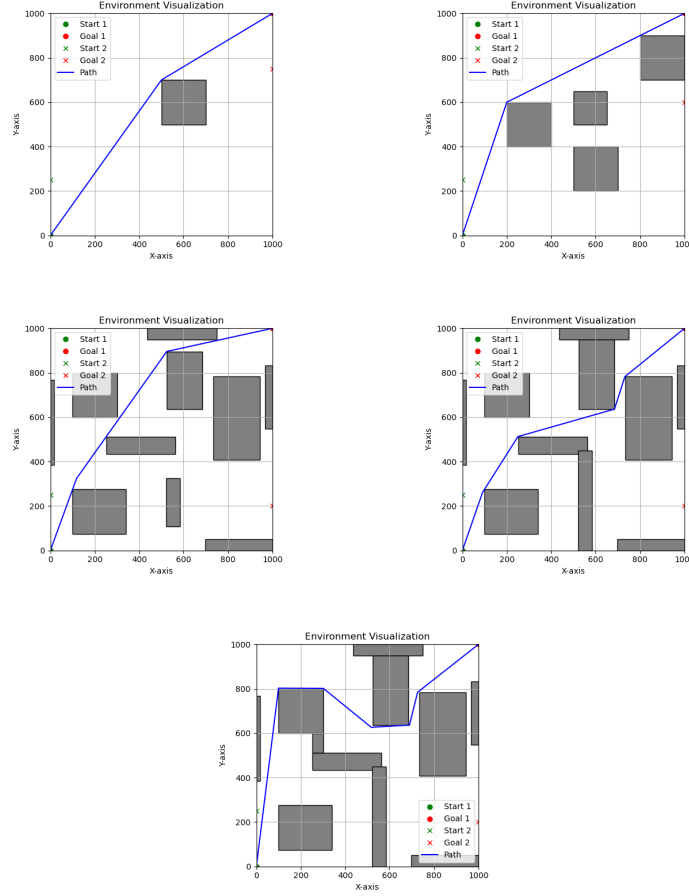 Environment Visualization
1000
800
600
400
200
0
Y-axis
Start 1
Goal 1
Start 2
Goal 2
Path
0 200 400 600 800 1000
X-axis
Environment Visualization
1000
800
600
400
200
0
Y-axis
Start 1
Goal 1
Start 2
Goal 2
Path
0 200 400 600 800 1000
X-axis
Environment Visualization
1000
800
600
400
200
0
Y-axis
Start 1
Goal 1
Start 2
Goal 2
Path
0 200 400 600 800 1000
X-axis
Environment Visualization
1000
800
600
400
200
0
Y-axis
Start 1
Goal 1
Start 2
Goal 2
Path
0 200 400 600 800 1000
X-axis
Environment Visualization
1000
800
600
400
200
0
Y-axis
Start 1
Goal 1
Start 2
Goal 2
Path
0 200 400 600 800 1000
X-axis